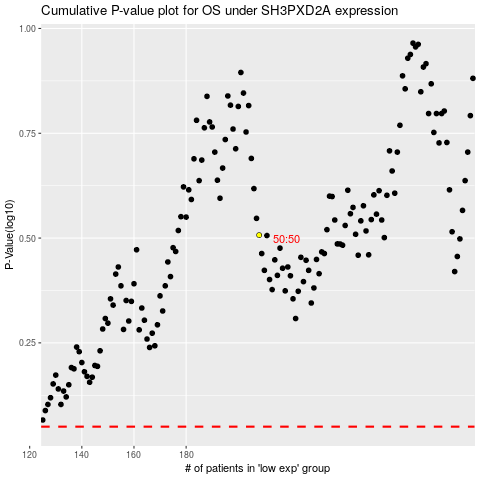 Cumulative P-value plot for OS under SH3PXD2A expression
P-Value(log10)
1.00
0.75
0.50
0.25
50:50
120 140 160 180
# of patients in 'low exp' group